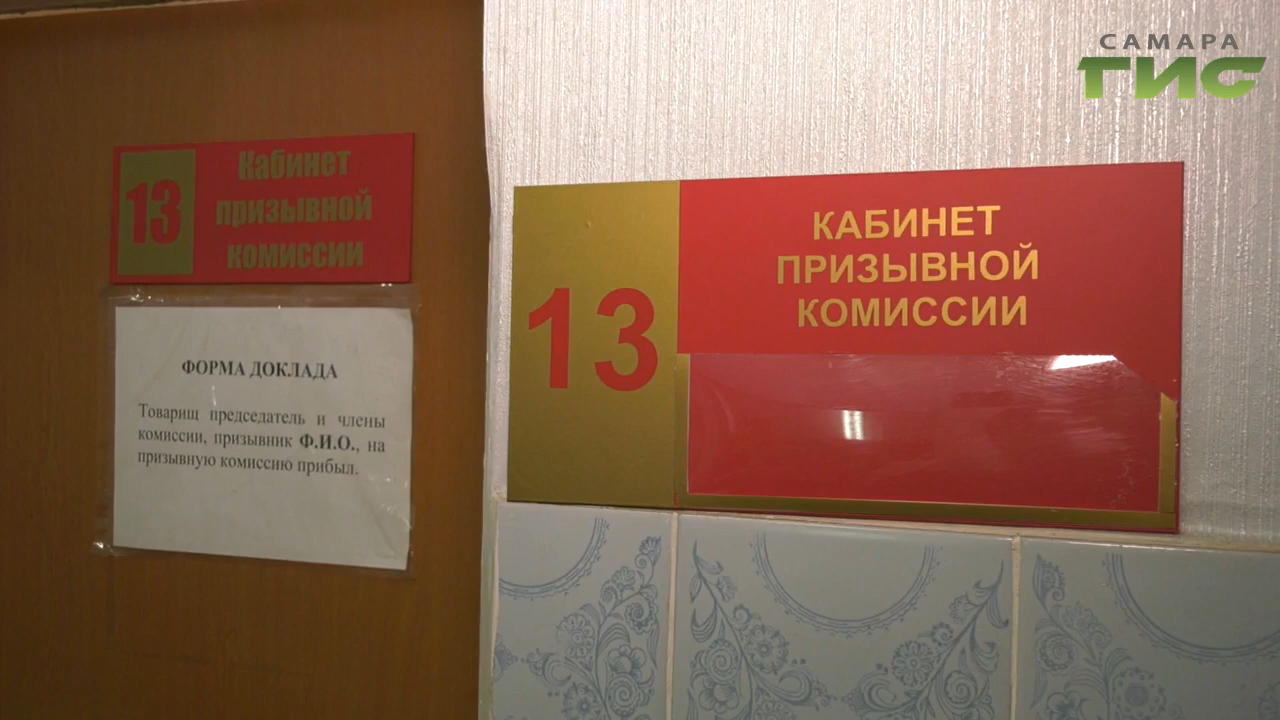 САМАРА
ГИС
13
Кабинет
призывной
комиссии
ФОРМА ДОКЛАДА
Товарищ председатель и члены
комиссии, призывник Ф.И.О., на
призывную комиссию прибыл.
13
КАБИНЕТ
ПРИЗЫВНОЙ
КОМИССИИ